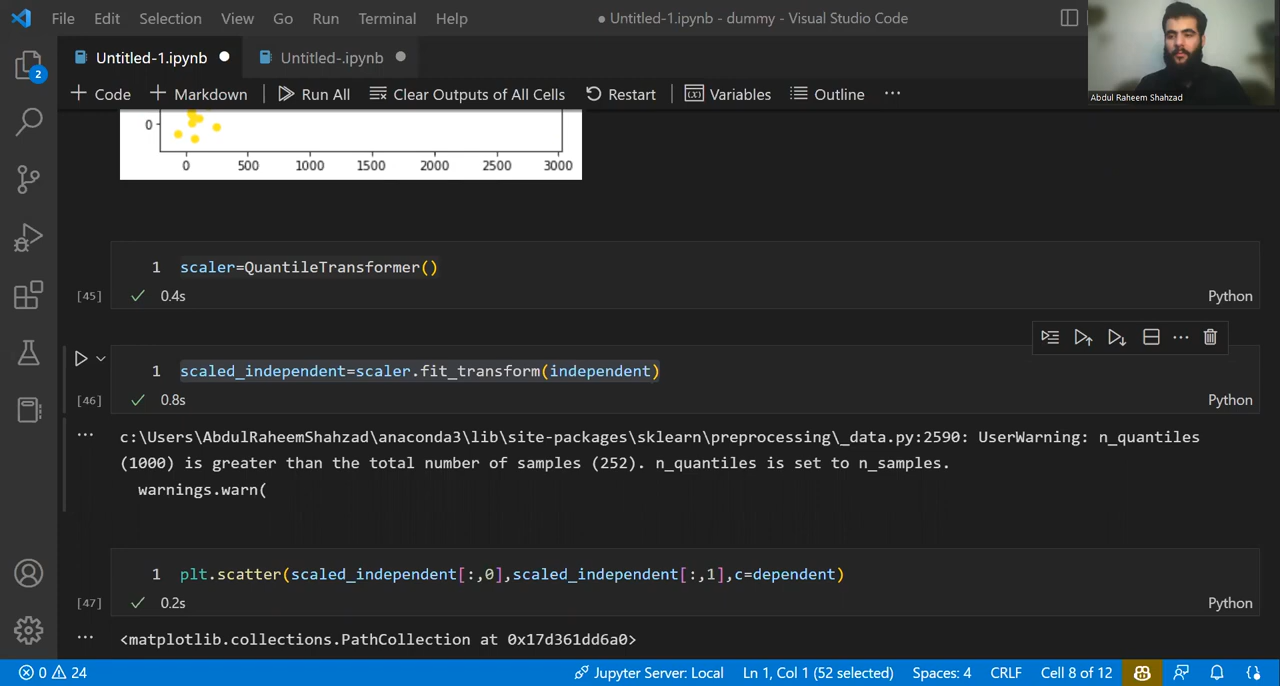 File Edit Selection View Go Run Terminal Help ● Untitled-1.ipynb - dummy - Visual Studio Code
Untitled-1.ipynb ● Untitled-.ipynb ●
+ Code + Markdown | Run All Clear Outputs of All Cells Restart | Variables Outline ...
Abdul Raheem Shahzad
2
0
0 500 1000 1500 2000 2500 3000
1 scaler=QuantileTransformer()
[45] ✓ 0.4s Python
1 scaled_independent=scaler.fit_transform(independent)
[46] ✓ 0.8s Python
... c:\Users\AbdulRaheemShahzad\anaconda3\lib\site-packages\sklearn\preprocessing\_data.py:2590: UserWarning: n_quantiles
(1000) is greater than the total number of samples (252). n_quantiles is set to n_samples.
warnings.warn(
1 plt.scatter(scaled_independent[:,0],scaled_independent[:,1],c=dependent)
[47] ✓ 0.2s Python
... <matplotlib.collections.PathCollection at 0x17d361dd6a0>
0 24 Jupyter Server: Local Ln 1, Col 1 (52 selected) Spaces: 4 CRLF Cell 8 of 12